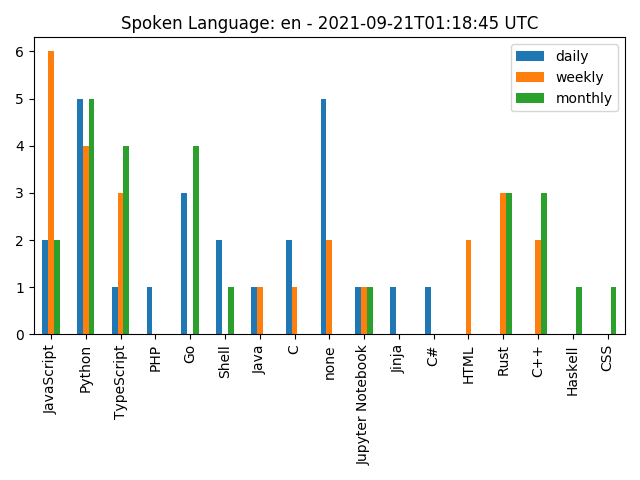 Spoken Language: en - 2021-09-21T01:18:45 UTC
daily
weekly
monthly
6
5
4
3
2
1
0
JavaScript
Python
TypeScript
PHP
Go
Shell
Java
C
none
Jupyter Notebook
Jinja
C#
HTML
Rust
C++
Haskell
CSS